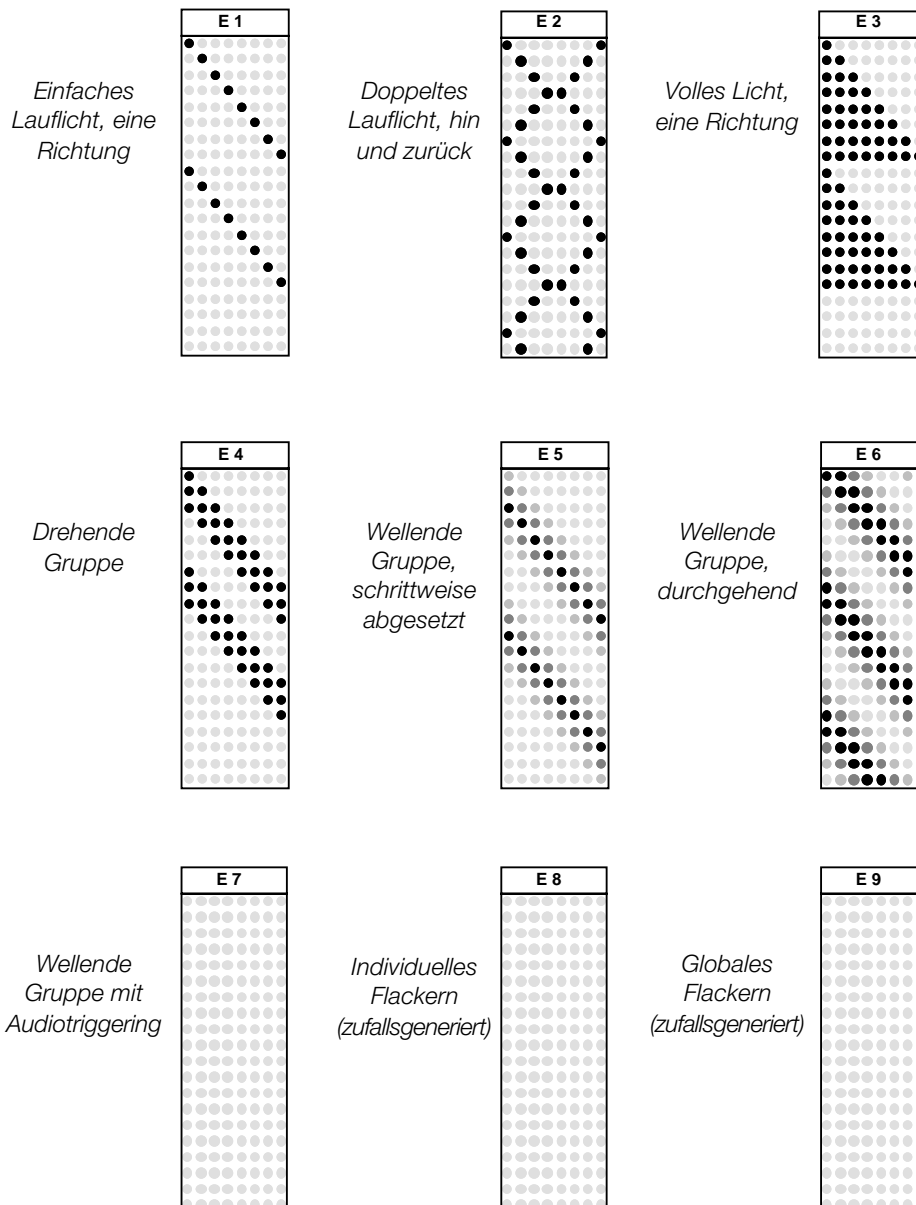 E 1
Einfaches
Lauflicht, eine
Richtung
E 2
Doppeltes
Lauflicht, hin
und zurück
E 3
Volles Licht,
eine Richtung
E 4
Drehende
Gruppe
E 5
Wellende
Gruppe,
schrittweise
abgesetzt
E 6
Wellende
Gruppe,
durchgehend
E 7
Wellende
Gruppe mit
Audiotriggering
E 8
Individuelles
Flackern
(zufallsgeneriert)
E 9
Globales
Flackern
(zufallsgeneriert)